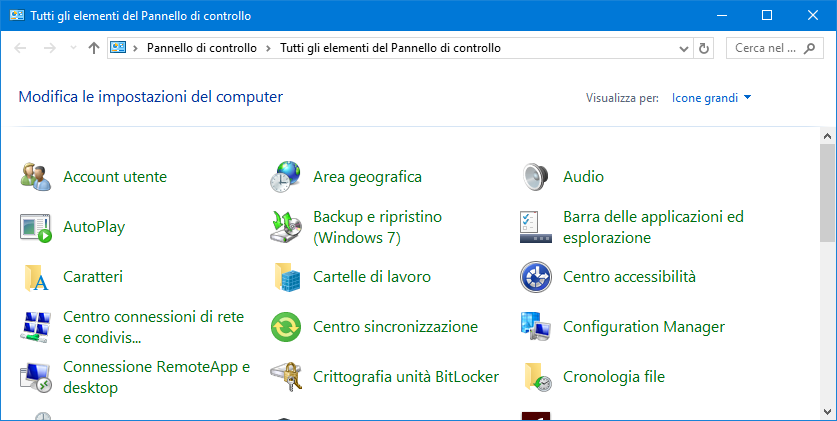 Tutti gli elementi del Pannello di controllo
Pannello di controllo
Tutti gli elementi del Pannello di controllo
Cerca nel ...
Modifica le impostazioni del computer
Visualizza per:
Icone grandi
Account utente
Area geografica
Audio
AutoPlay
Backup e ripristino
(Windows 7)
Barra delle applicazioni ed
esplorazione
Caratteri
Cartelle di lavoro
Centro accessibilità
Centro connessioni di rete
e condivis...
Centro sincronizzazione
Configuration Manager
Connessione RemoteApp e
desktop
Crittografia unità BitLocker
Cronologia file